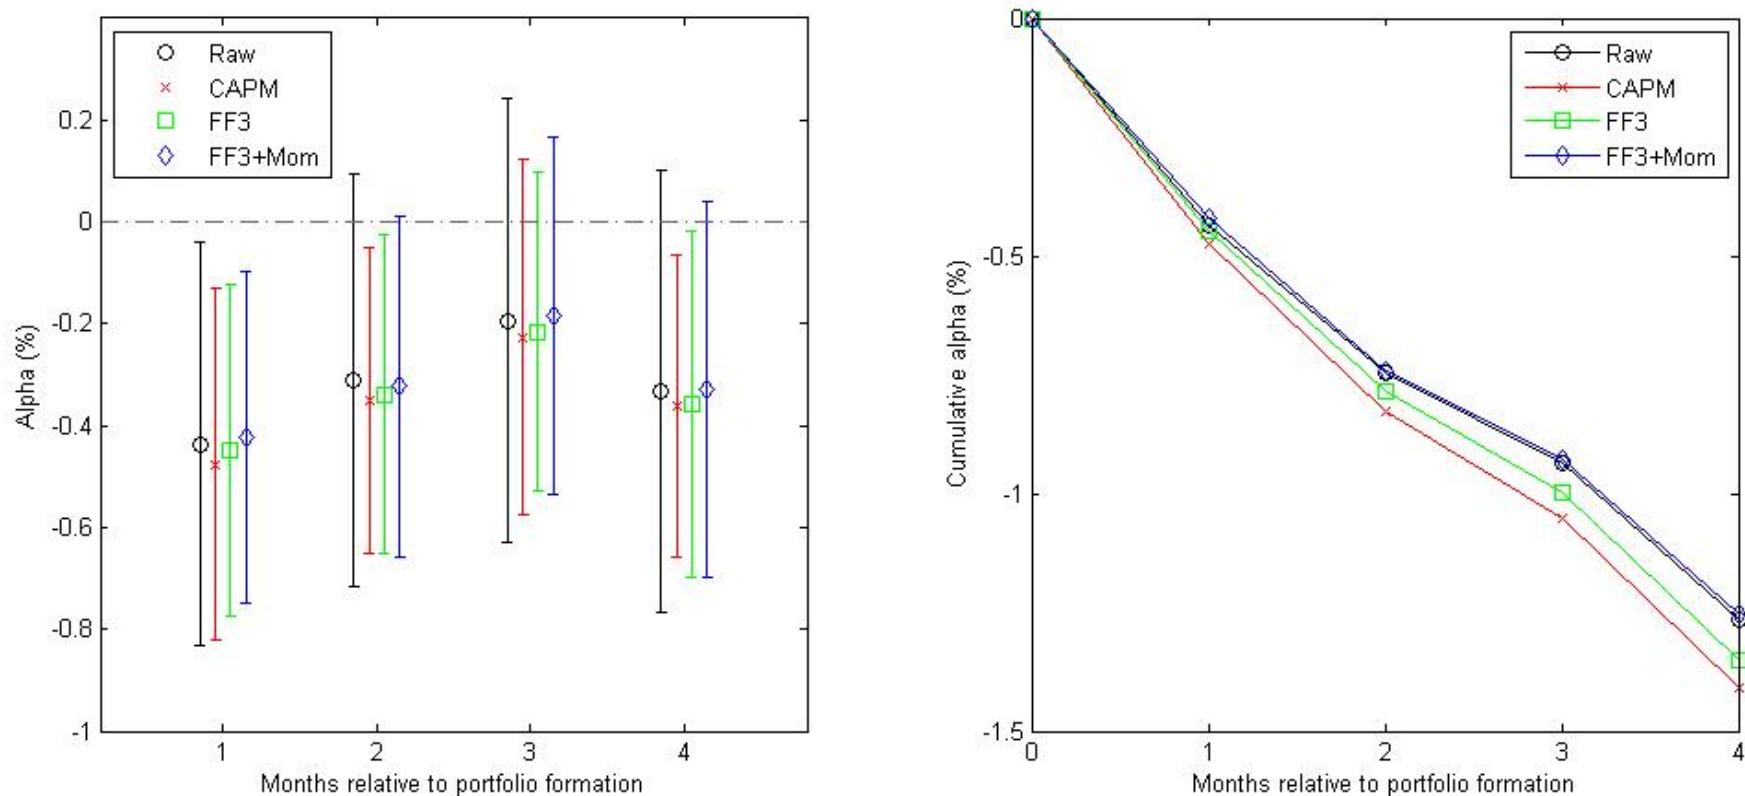 Raw
CAPM
FF3
FF3+Mom
0.2
0
-0.2
-0.4
-0.6
-0.8
-1
Alpha (%)
1 2 3 4
Months relative to portfolio formation
Raw
CAPM
FF3
FF3+Mom
0
-0.5
-1
-1.5
Cumulative alpha (%)
0 1 2 3 4
Months relative to portfolio formation